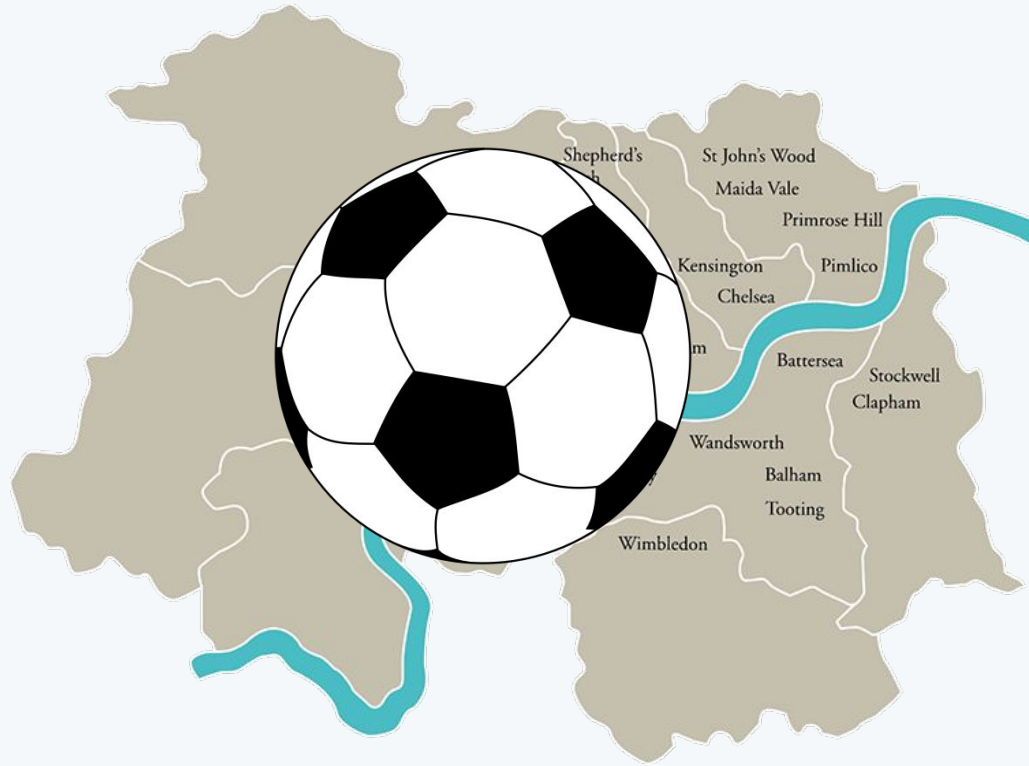 Shepherd's
St John's Wood
Maida Vale
Primrose Hill
Kensington
Pimlico
Chelsea
Battersea
Stockwell
Clapham
Wandsworth
Balham
Tooting
Wimbledon